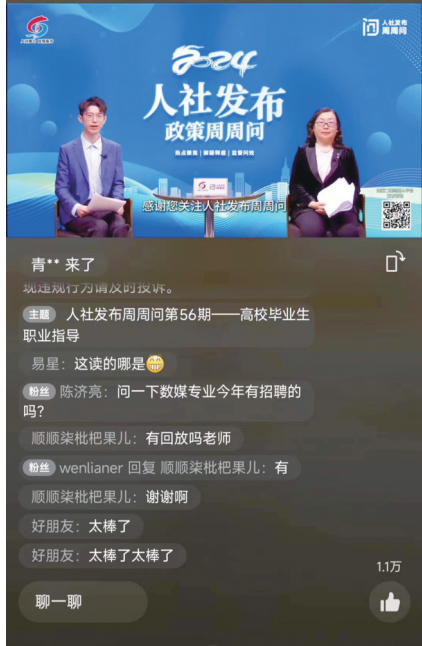 人社发布
周周问
2024
人社发布
政策周周问
感谢您关注人社发布周周问
青** 来了
现违规行为请及时投诉。
主题 人社发布周周问第56期——高校毕业生
职业指导
易星：这读的哪是
粉丝 陈济亮：问一下数媒专业今年有招聘的
吗?
顺顺柒枇杷果儿：有回放吗老师
粉丝 wenlianer 回复 顺顺柒枇杷果儿：有
顺顺柒枇杷果儿：谢谢啊
好朋友：太棒了
好朋友：太棒了太棒了
1.1万
聊一聊